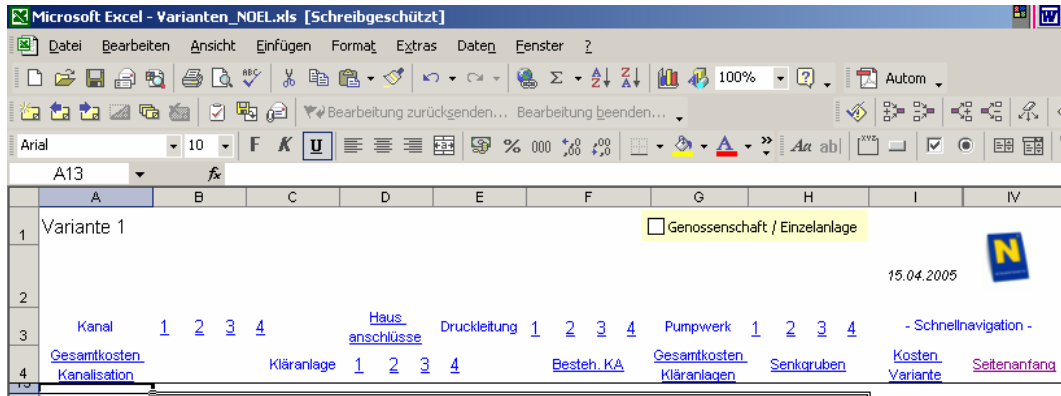 Microsoft Excel - Varianten_NOEL.xls [Schreibgeschützt]
Datei Bearbeiten Ansicht Einfügen Format Extras Daten Fenster ?
100% Autom
Bearbeitung zurücksenden... Bearbeitung beenden...
Arial 10 F K U % 000 Aa ab|
A13 fx
A B C D E F G H I IV
1 Variante 1 Genossenschaft / Einzelanlage
2 15.04.2005
3 Kanal 1 2 3 4 Haus anschlüsse Druckleitung 1 2 3 4 Pumpwerk 1 2 3 4 - Schnellnavigation -
4 Gesamtkosten Kanalisation Kläranlage 1 2 3 4 Besteh. KA Gesamtkosten Kläranlagen Senkgruben Kosten Variante Seitenanfang